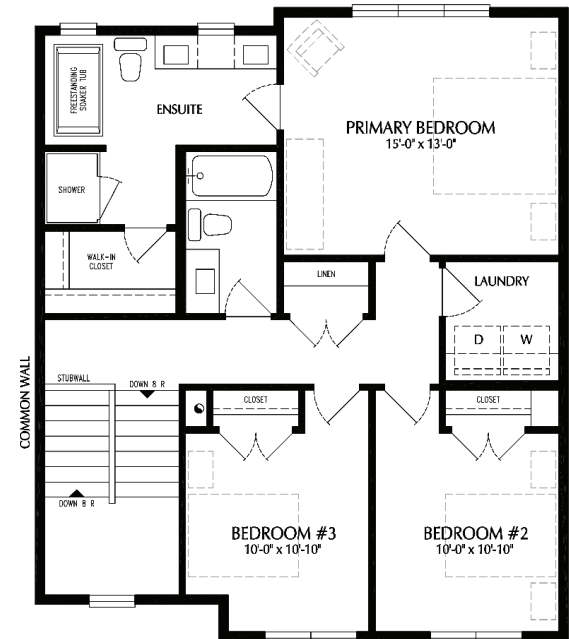 FREESTANDING
SOAKER TUB
ENSUITE
PRIMARY BEDROOM
15'-0" x 13'-0"
SHOWER
WALK-IN
CLOSET
LINEN
LAUNDRY
D
W
COMMON WALL
STUBWALL
DOWN 8 R
CLOSET
CLOSET
DOWN 8 R
BEDROOM #3
10'-0" x 10'-10"
BEDROOM #2
10'-0" x 10'-10"